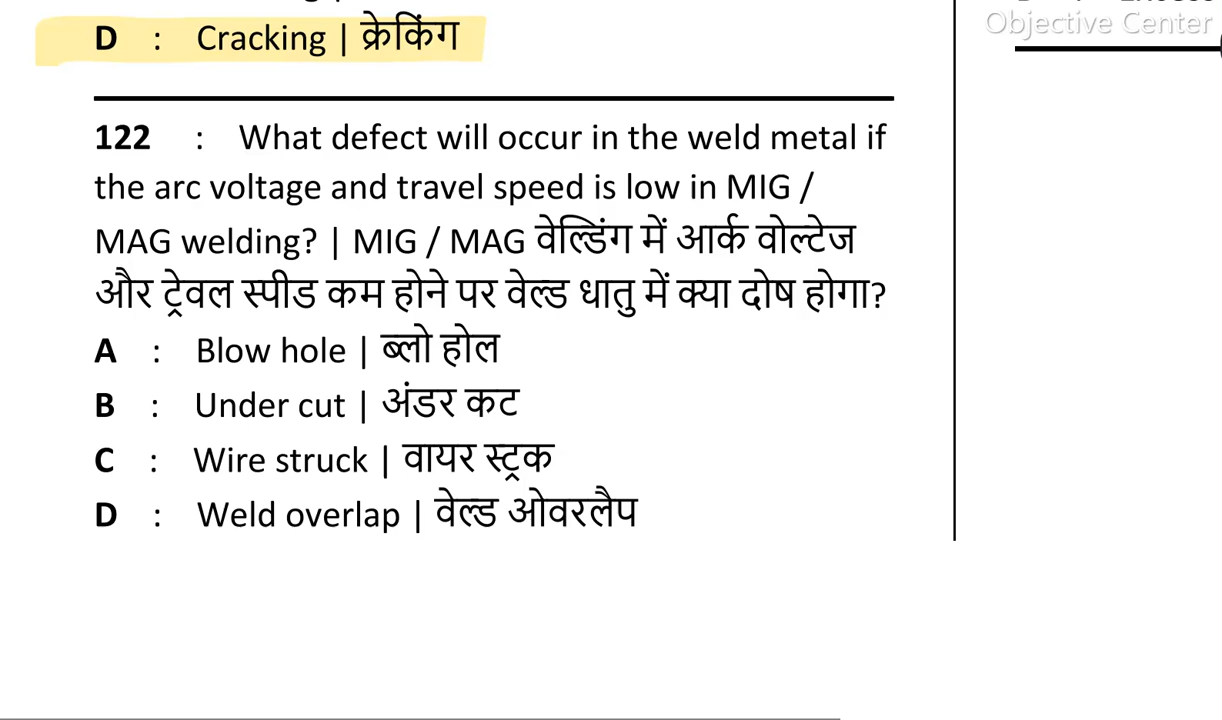 D : Cracking | क्रेकिंग
Objective Center
122 : What defect will occur in the weld metal if
the arc voltage and travel speed is low in MIG /
MAG welding? | MIG / MAG वेल्डिंग में आर्क वोल्टेज
और ट्रेवल स्पीड कम होने पर वेल्ड धातु में क्या दोष होगा?
A : Blow hole | ब्लो होल
B : Under cut | अंडर कट
C : Wire struck | वायर स्ट्रक
D : Weld overlap | वेल्ड ओवरलैप